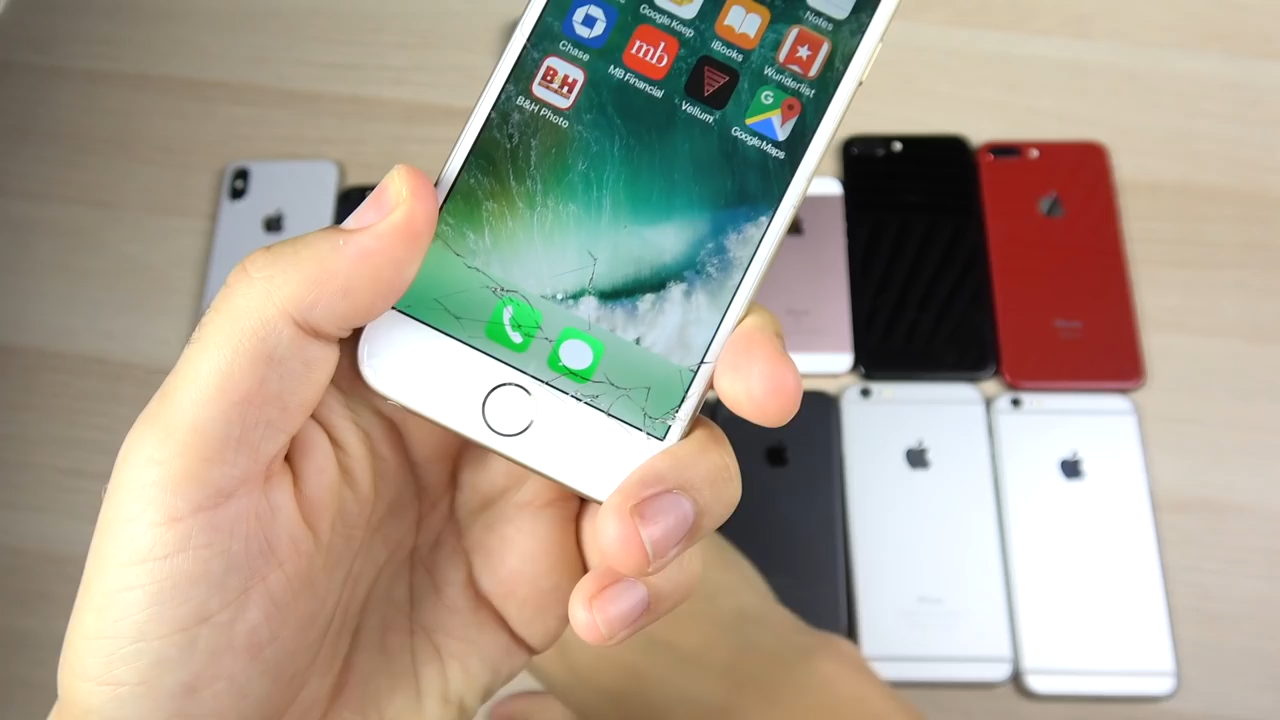 Chase
Google Keep
iBooks
Notes
B&H
B&H Photo
mb
MB Financial
Vellum
Wunderlist
G
Google Maps